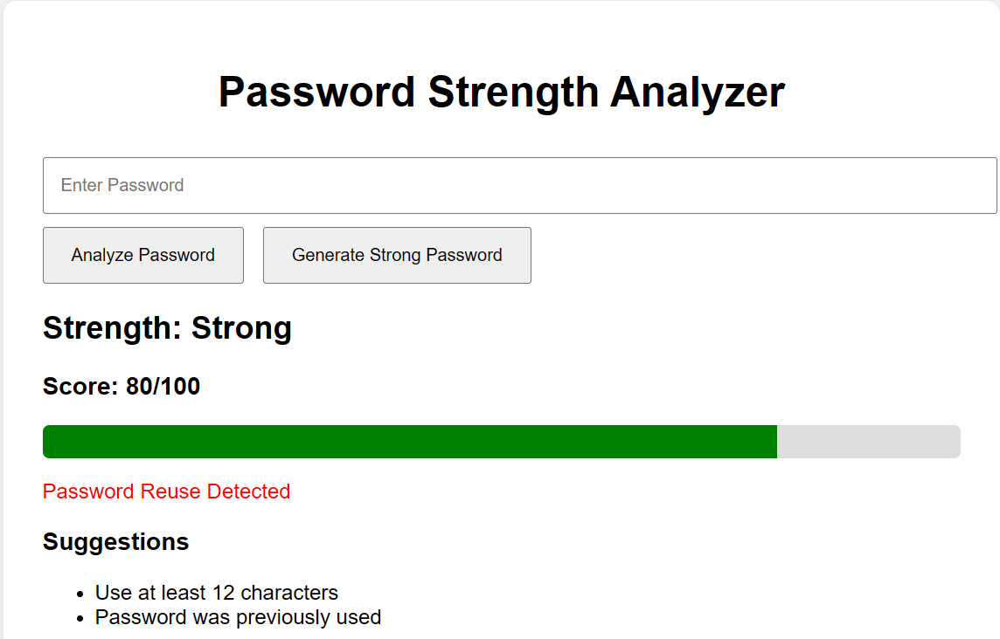 Password Strength Analyzer
Enter Password
Analyze Password Generate Strong Password
Strength: Strong
Score: 80/100
Password Reuse Detected
Suggestions
• Use at least 12 characters
• Password was previously used